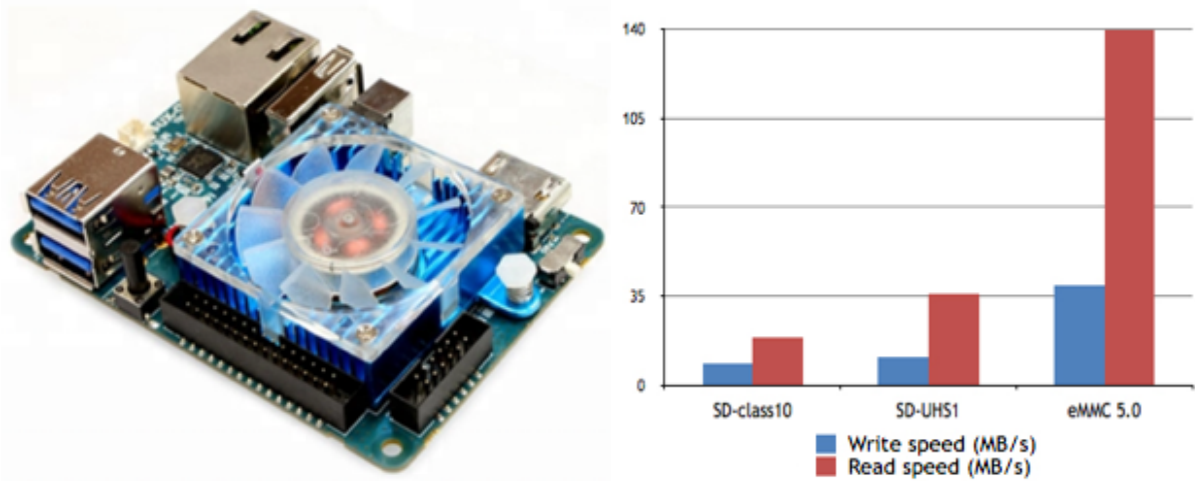 140
105
70
35
0
SD-class10
SD-UHS1
eMMC 5.0
Write speed (MB/s)
Read speed (MB/s)